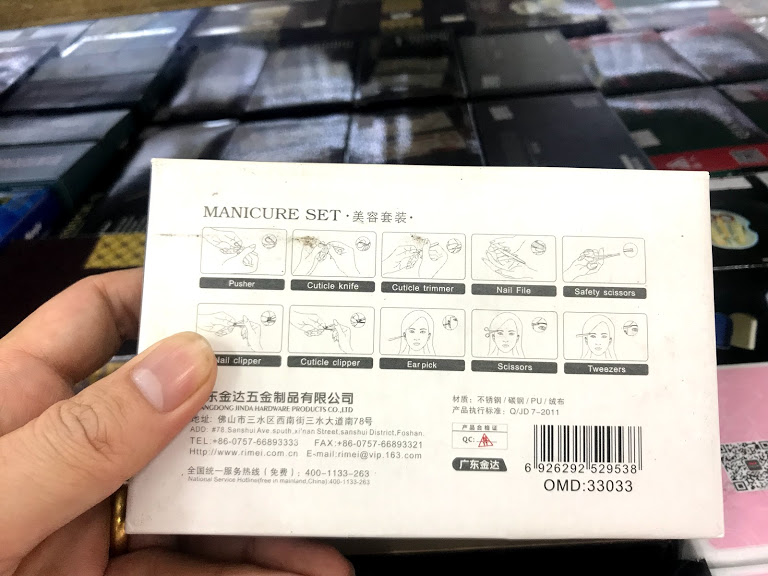 MANICURE SET ·美容套装·
Pusher
Cuticle knife
Cuticle trimmer
Nail File
Safety scissors
Nail clipper
Cuticle clipper
Ear pick
Scissors
Tweezers
东金达五金制品有限公司
GDONG JINDA HARDWARE PRODUCTS CO.,LTD
地址: 佛山市三水区西南街三水大道南78号
ADD: #78.Sanshui Ave.south.xi'nan Street,sanshui District,Foshan.
TEL:+86-0757-66893333 FAX:+86-0757-66893321
Http://www.rimei.com.cn E-mail:rimei@vip.163.com
全国统一服务热线(免费): 400-1133-263
National Service Hotline(free in mainland,China):400-1133-263
材质: 不锈钢/碳钢/PU/绒布
产品执行标准: Q/JD 7-2011
产品合格证
QC:
广东金达
6 926292 529538
OMD:33033